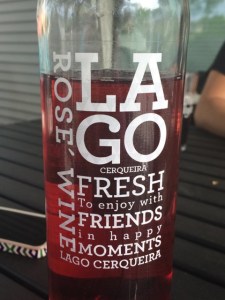 ROSE' WINE
LA
GO
CERQUEIRA
FRESH
To enjoy with
FRIENDS
in happy
MOMENTS
LAGO CERQUEIRA